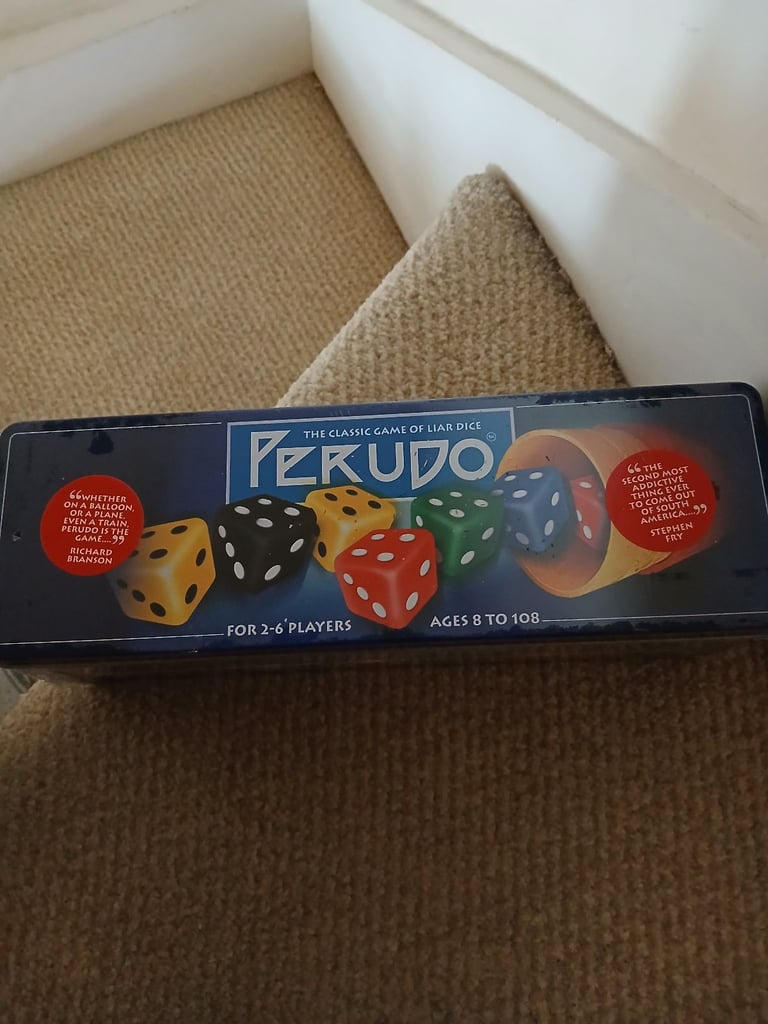 THE CLASSIC GAME OF LIAR DICE
PERUDO
“WHETHER
ON A BALLOON,
OR A PLANE,
EVEN A TRAIN,
PERUDO IS THE
GAME....”
RICHARD
BRANSON
“THE
SECOND MOST
ADDICTIVE
THING EVER
TO COME OUT
OF SOUTH
AMERICA....”
STEPHEN
FRY
FOR 2-6 PLAYERS
AGES 8 TO 108